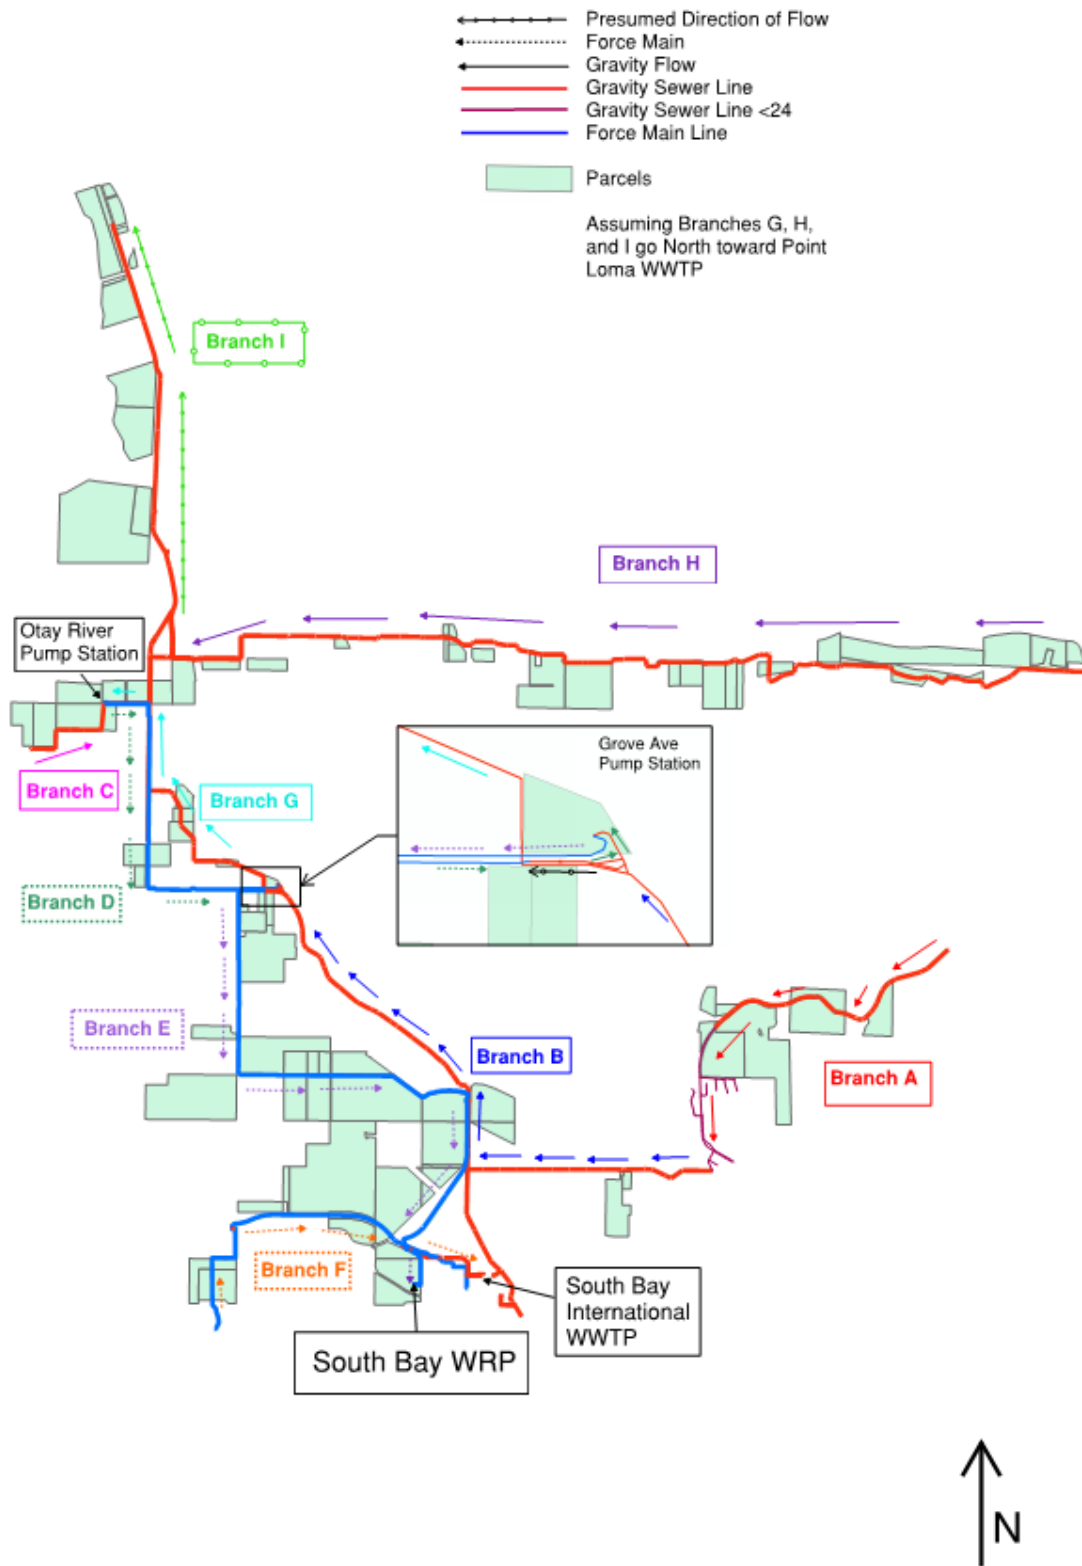 Presumed Direction of Flow
Force Main
Gravity Flow
Gravity Sewer Line
Gravity Sewer Line <24
Force Main Line
Parcels
Assuming Branches G, H,
and I go North toward Point
Loma WWTP
Branch I
Branch H
Otay River
Pump Station
Grove Ave
Pump Station
Branch C
Branch G
Branch D
Branch E
Branch B
Branch A
Branch F
South Bay
International
WWTP
South Bay WRP
N